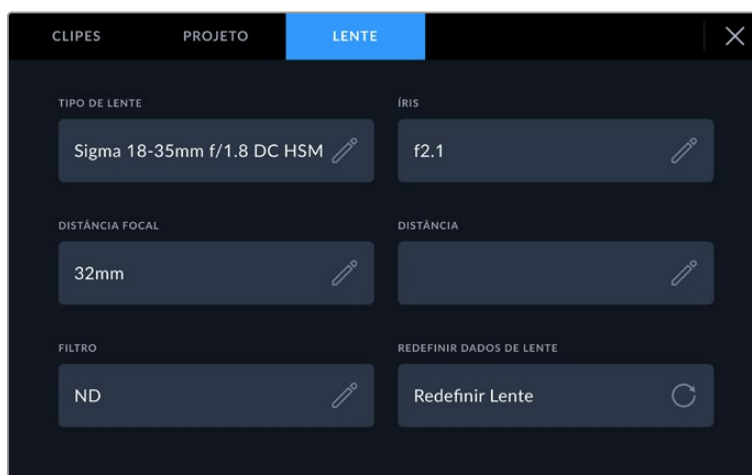 CLIPES PROJETO LENTE
TIPO DE LENTE ÍRIS
Sigma 18-35mm f/1.8 DC HSM f2.1
DISTÂNCIA FOCAL DISTÂNCIA
32mm
FILTRO REDEFINIR DADOS DE LENTE
ND Redefinir Lente